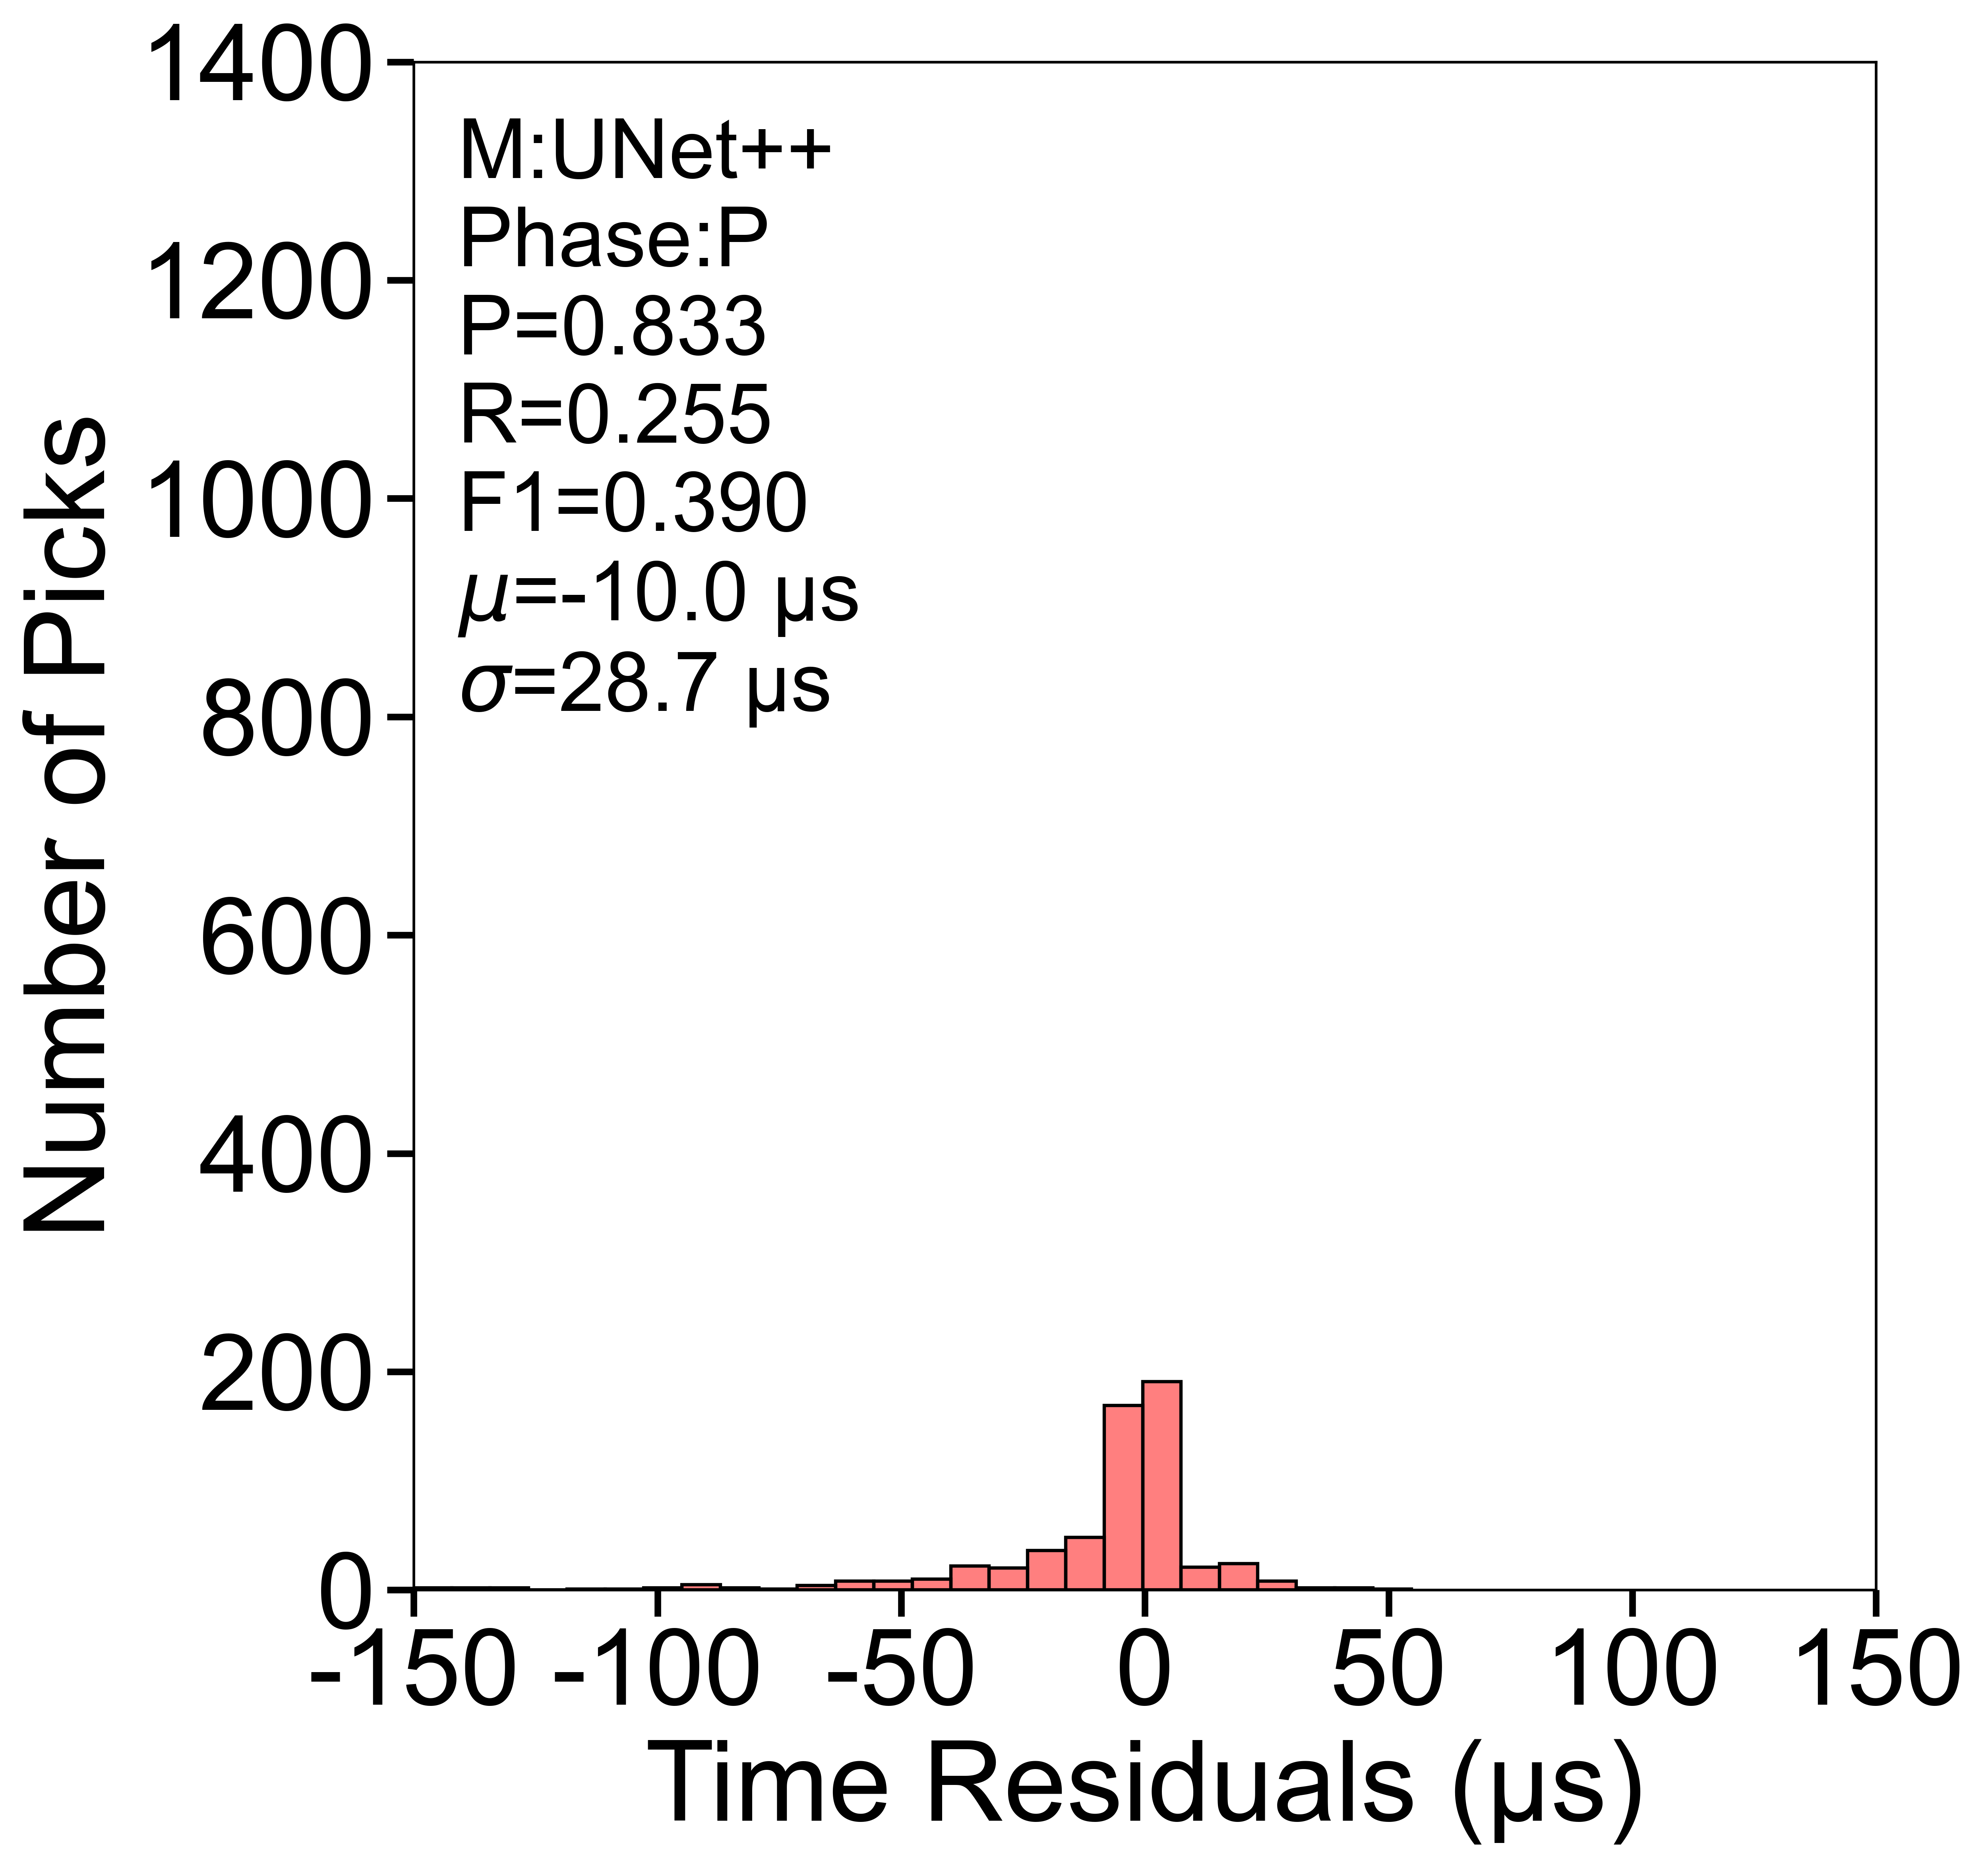 1400
1200
1000
800
600
400
200
0
Number of Picks
M:UNet++
Phase:P
P=0.833
R=0.255
F1=0.390
μ=-10.0 μs
σ=28.7 μs
-150 -100 -50 0 50 100 150
Time Residuals (μs)